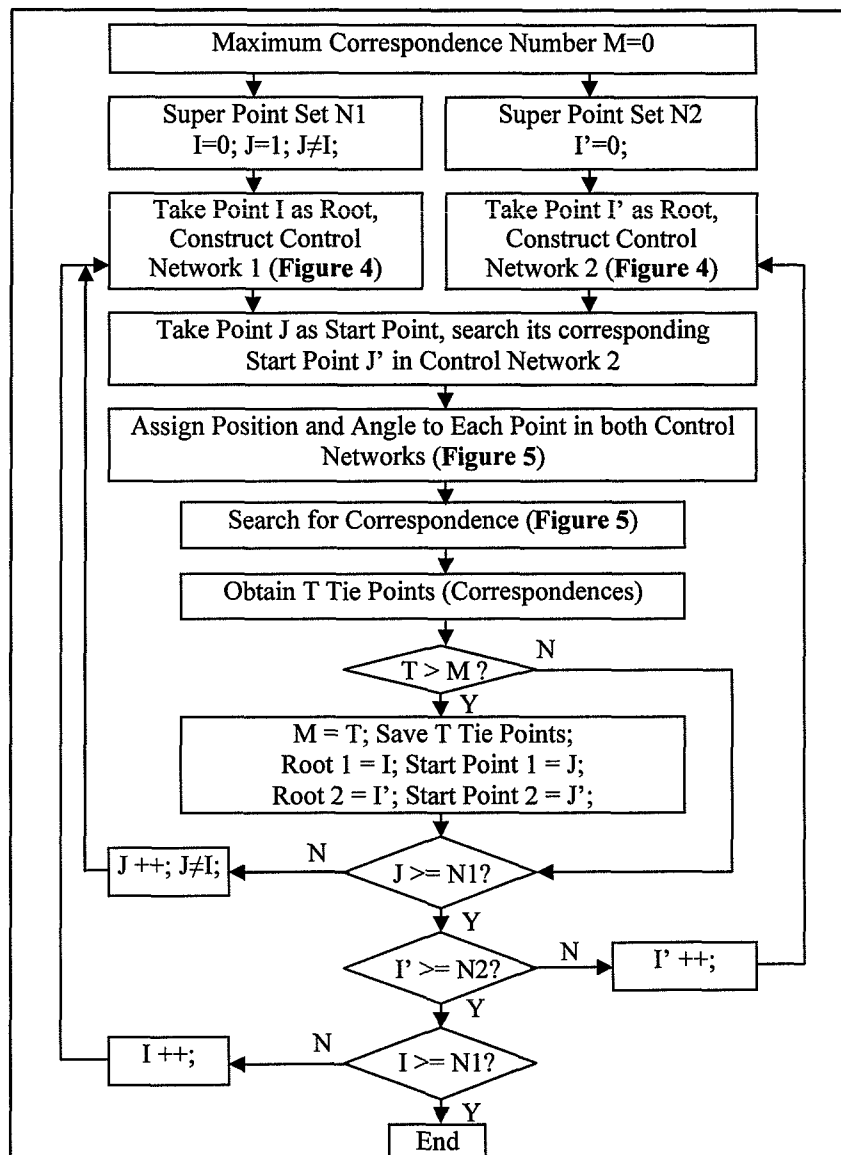 Maximum Correspondence Number M=0
Super Point Set N1
I=0; J=1; J≠I;
Super Point Set N2
I’=0;
Take Point I as Root,
Construct Control
Network 1 (Figure 4)
Take Point I’ as Root,
Construct Control
Network 2 (Figure 4)
Take Point J as Start Point, search its corresponding
Start Point J’ in Control Network 2
Assign Position and Angle to Each Point in both Control
Networks (Figure 5)
Search for Correspondence (Figure 5)
Obtain T Tie Points (Correspondences)
T > M ?
N
Y
M = T; Save T Tie Points;
Root 1 = I; Start Point 1 = J;
Root 2 = I’; Start Point 2 = J’;
J ++; J≠I;
N
J >= N1?
Y
I’ >= N2?
N
I’ ++;
Y
I ++;
N
I >= N1?
Y
End